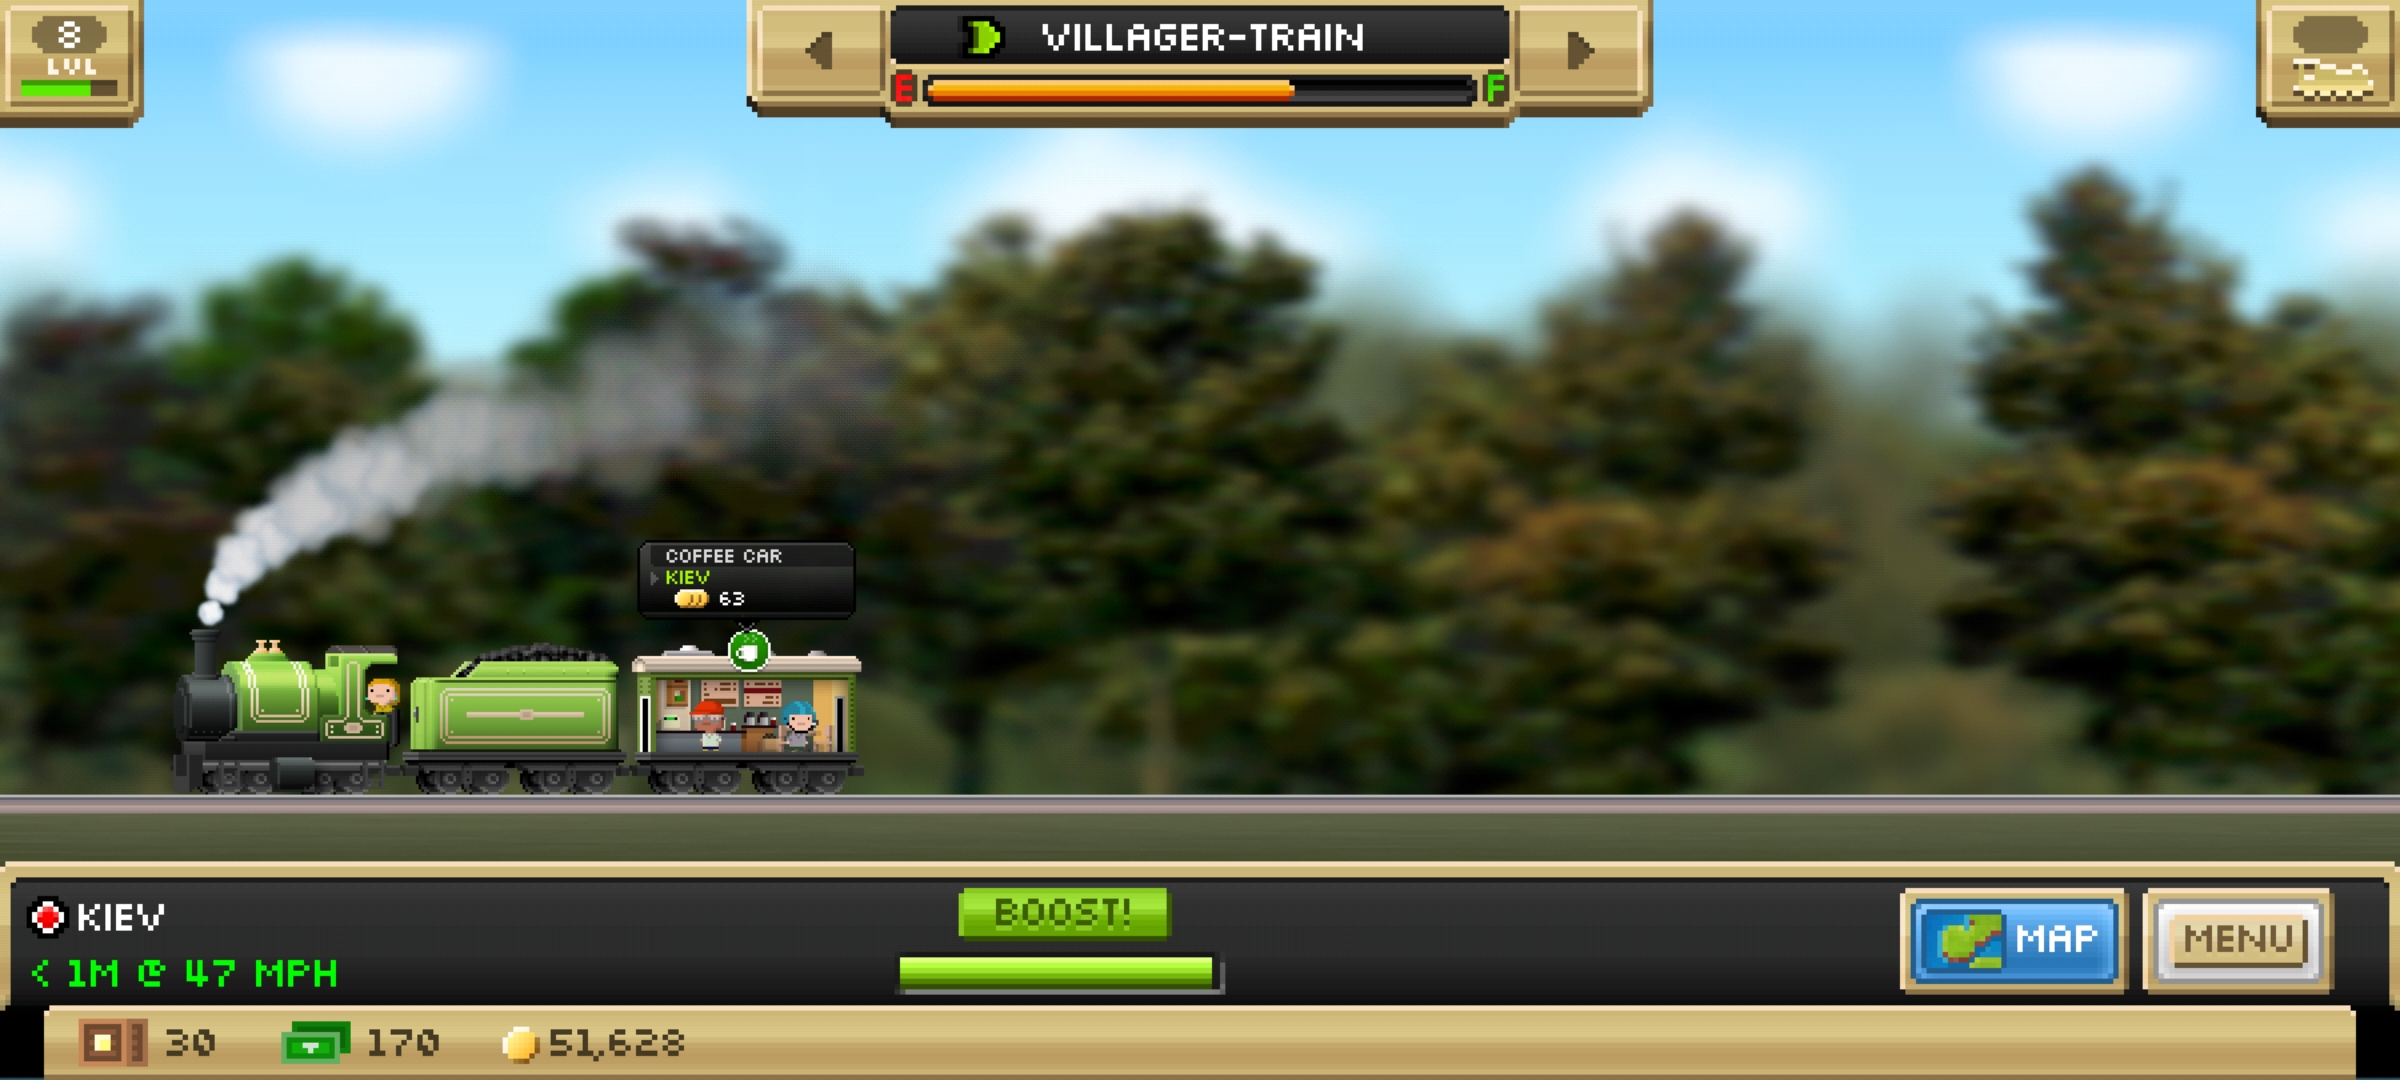 8
LVL
VILLAGER-TRAIN
E F
COFFEE CAR
KIEV
63
KIEV
BOOST!
< 1M @ 47 MPH
MAP
MENU
30 170 51,628